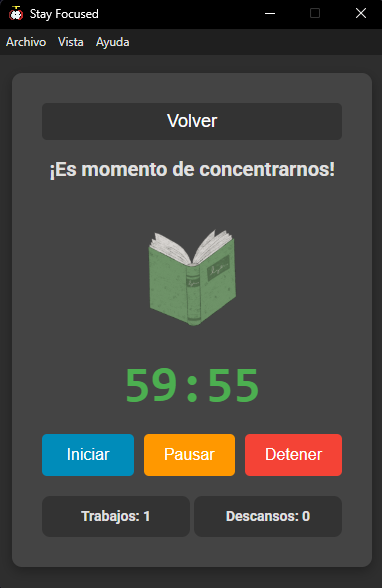 Stay Focused
Archivo Vista Ayuda
Volver
¡Es momento de concentrarnos!
59:55
Iniciar Pausar Detener
Trabajos: 1 Descansos: 0